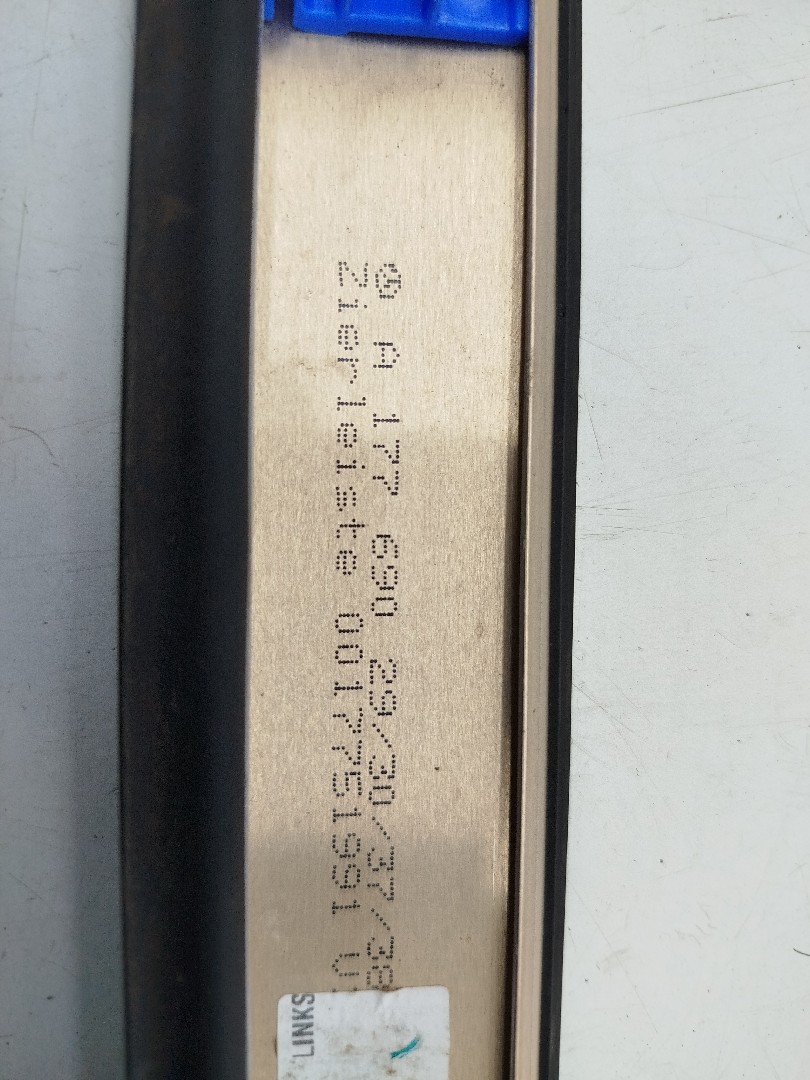 A 177 690 29/30/37/38
Zierleiste 0017751991 V
LINKS